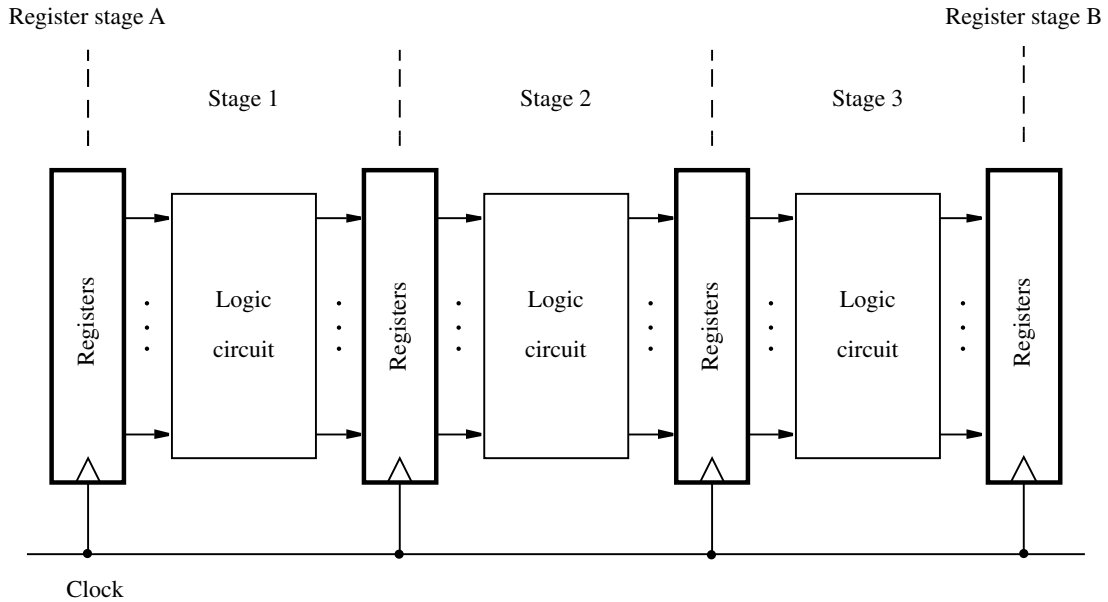 Register stage A
Register stage B
Stage 1
Stage 2
Stage 3
Registers
Logic
circuit
Registers
Logic
circuit
Registers
Logic
circuit
Registers
Clock